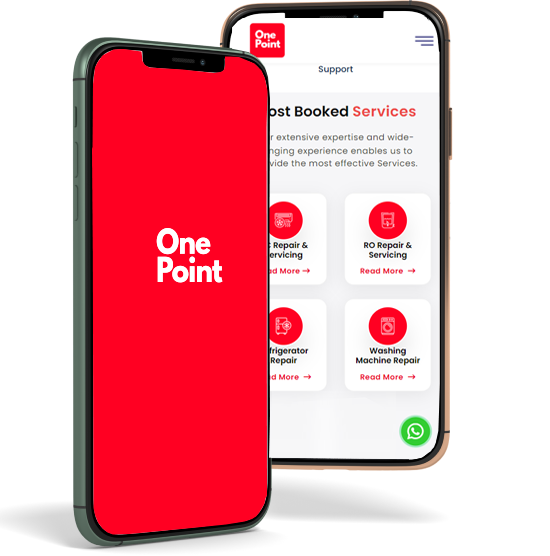 One
Point
One
Point
Support
ost Booked Services
r extensive expertise and wide-
nging experience enables us to
vide the most effective Services.
C Repair &
ervicing
ad More →
RO Repair &
Servicing
Read More →
frigerator
Repair
ad More →
Washing
Machine Repair
Read More →